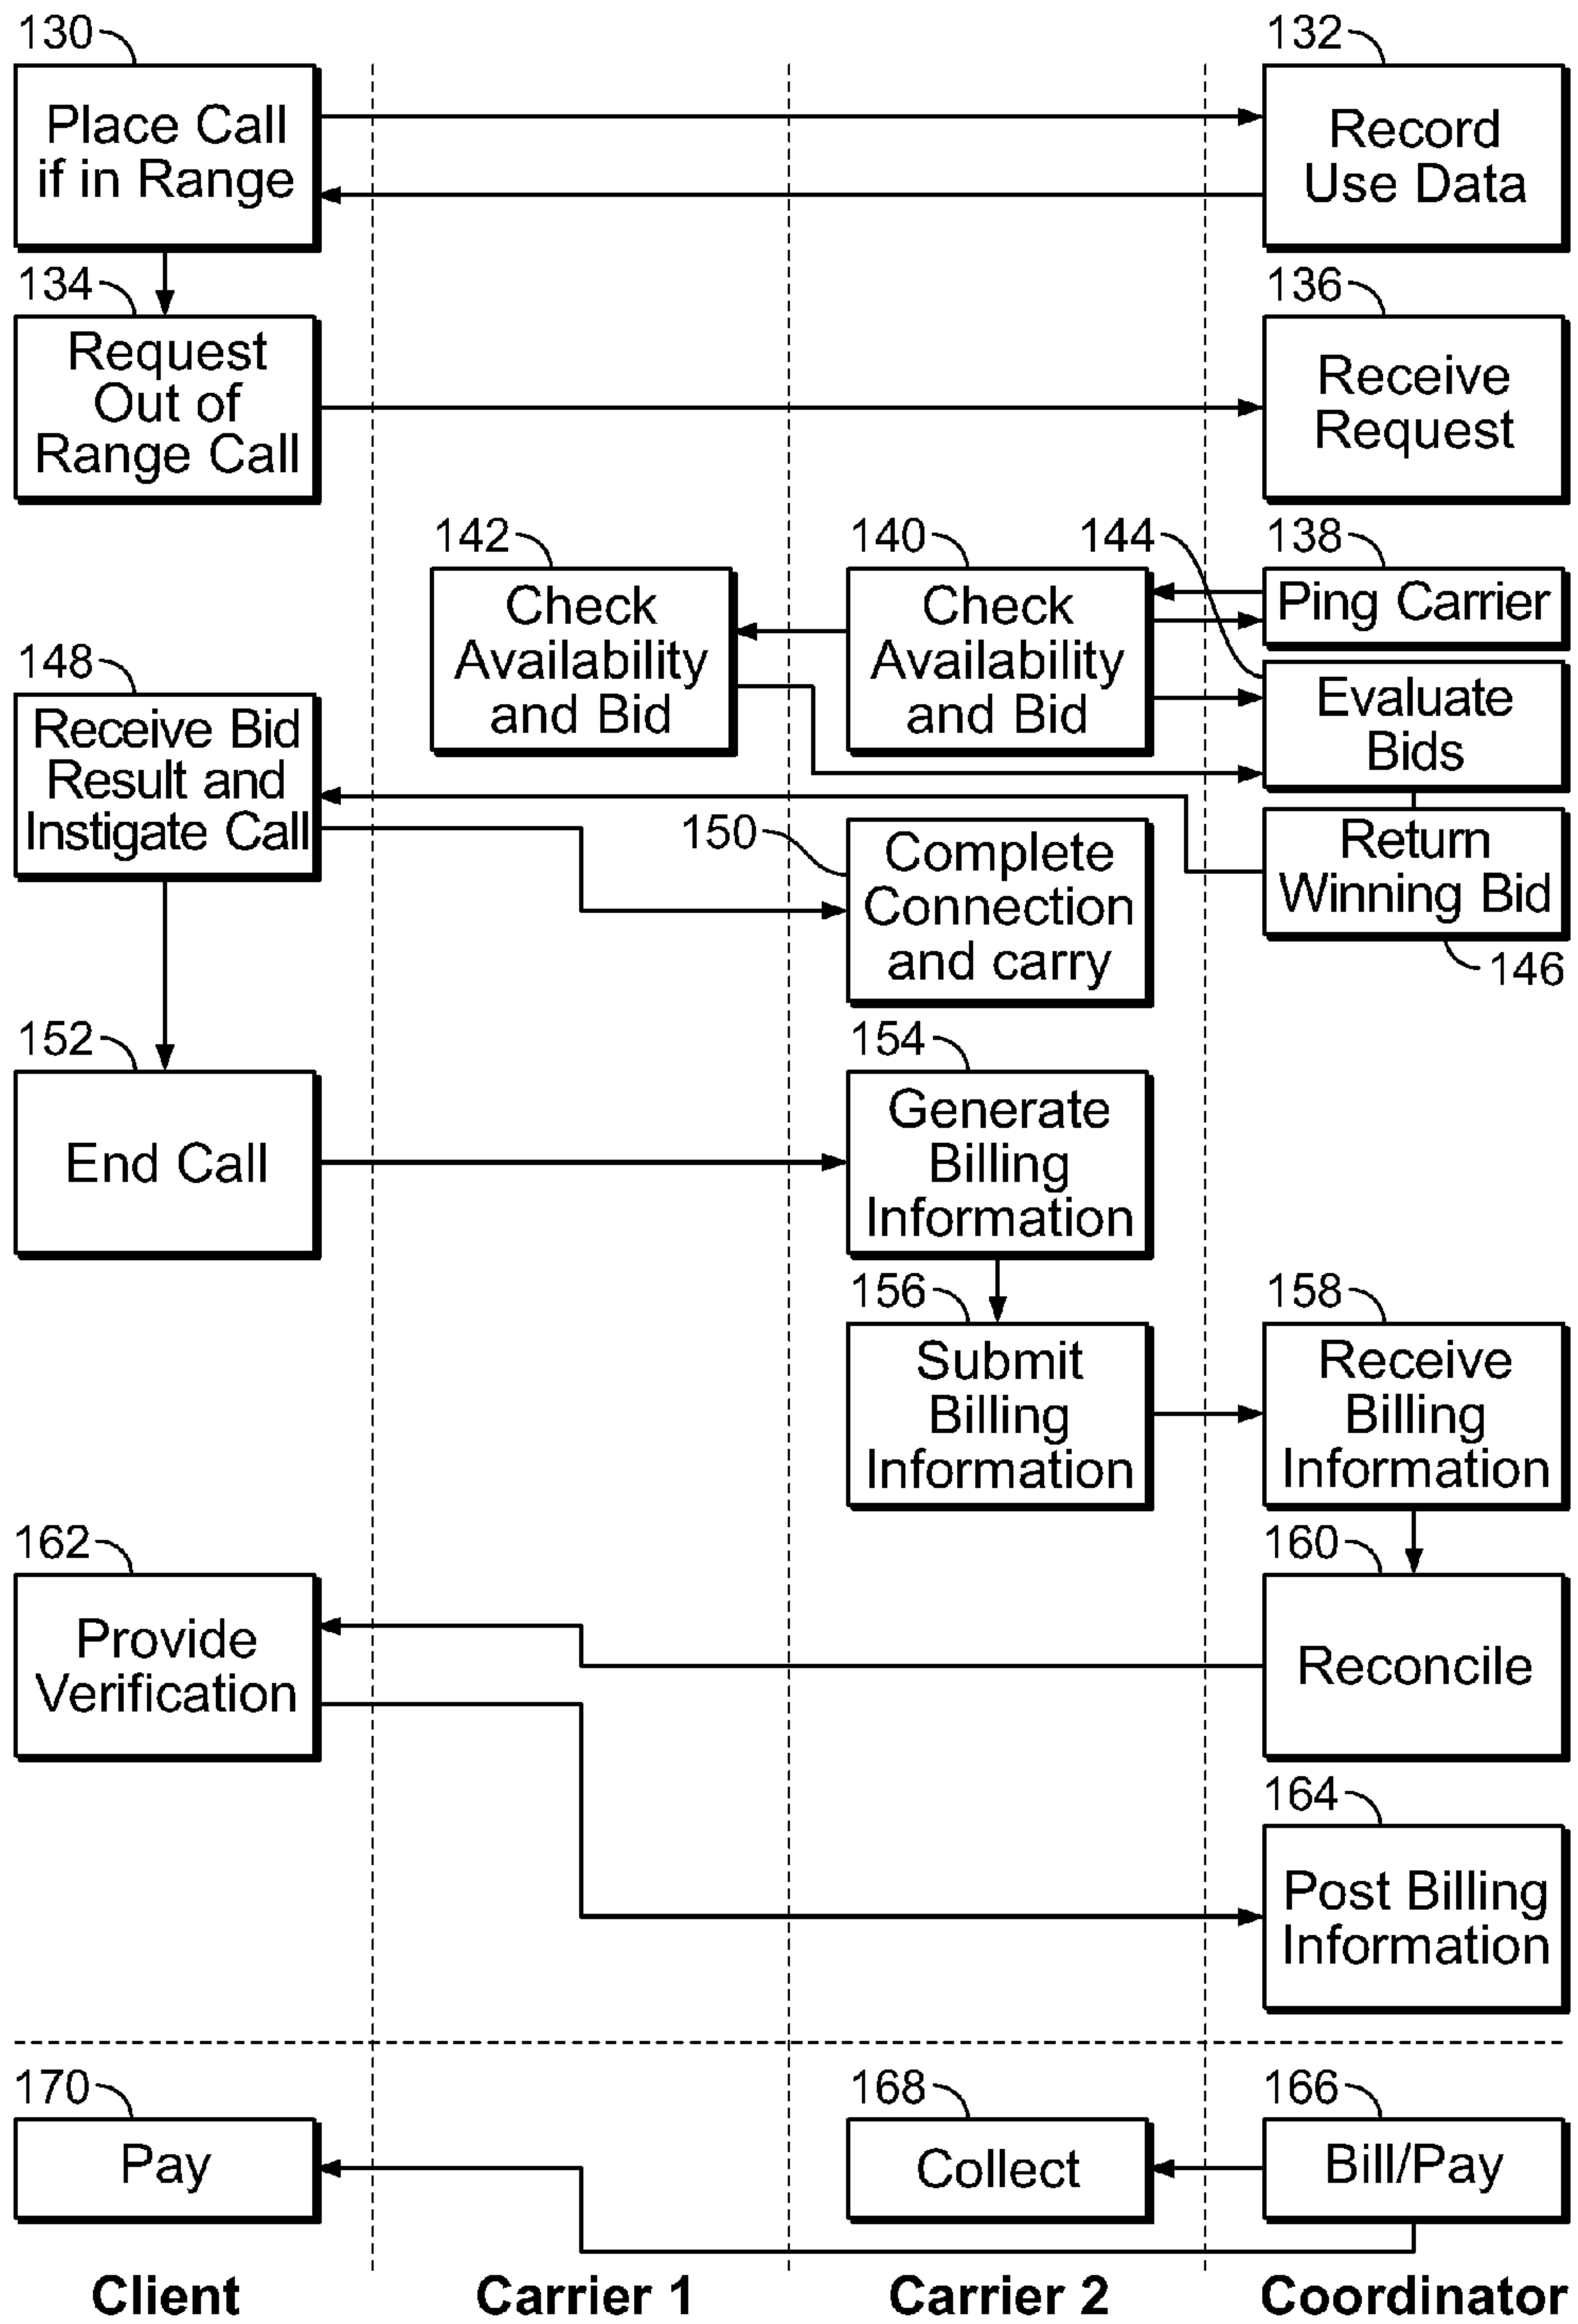 130
132
Place Call
if in Range
Record
Use Data
134
136
Request
Out of
Range Call
Receive
Request
142
140
144
138
Check
Availability
and Bid
Check
Availability
and Bid
Ping Carrier
148
Receive Bid
Result and
Instigate Call
Evaluate
Bids
150
Complete
Connection
and carry
Return
Winning Bid
146
152
154
End Call
Generate
Billing
Information
156
158
Submit
Billing
Information
Receive
Billing
Information
162
160
Provide
Verification
Reconcile
164
Post Billing
Information
170
168
166
Pay
Collect
Bill/Pay
Client
Carrier 1
Carrier 2
Coordinator